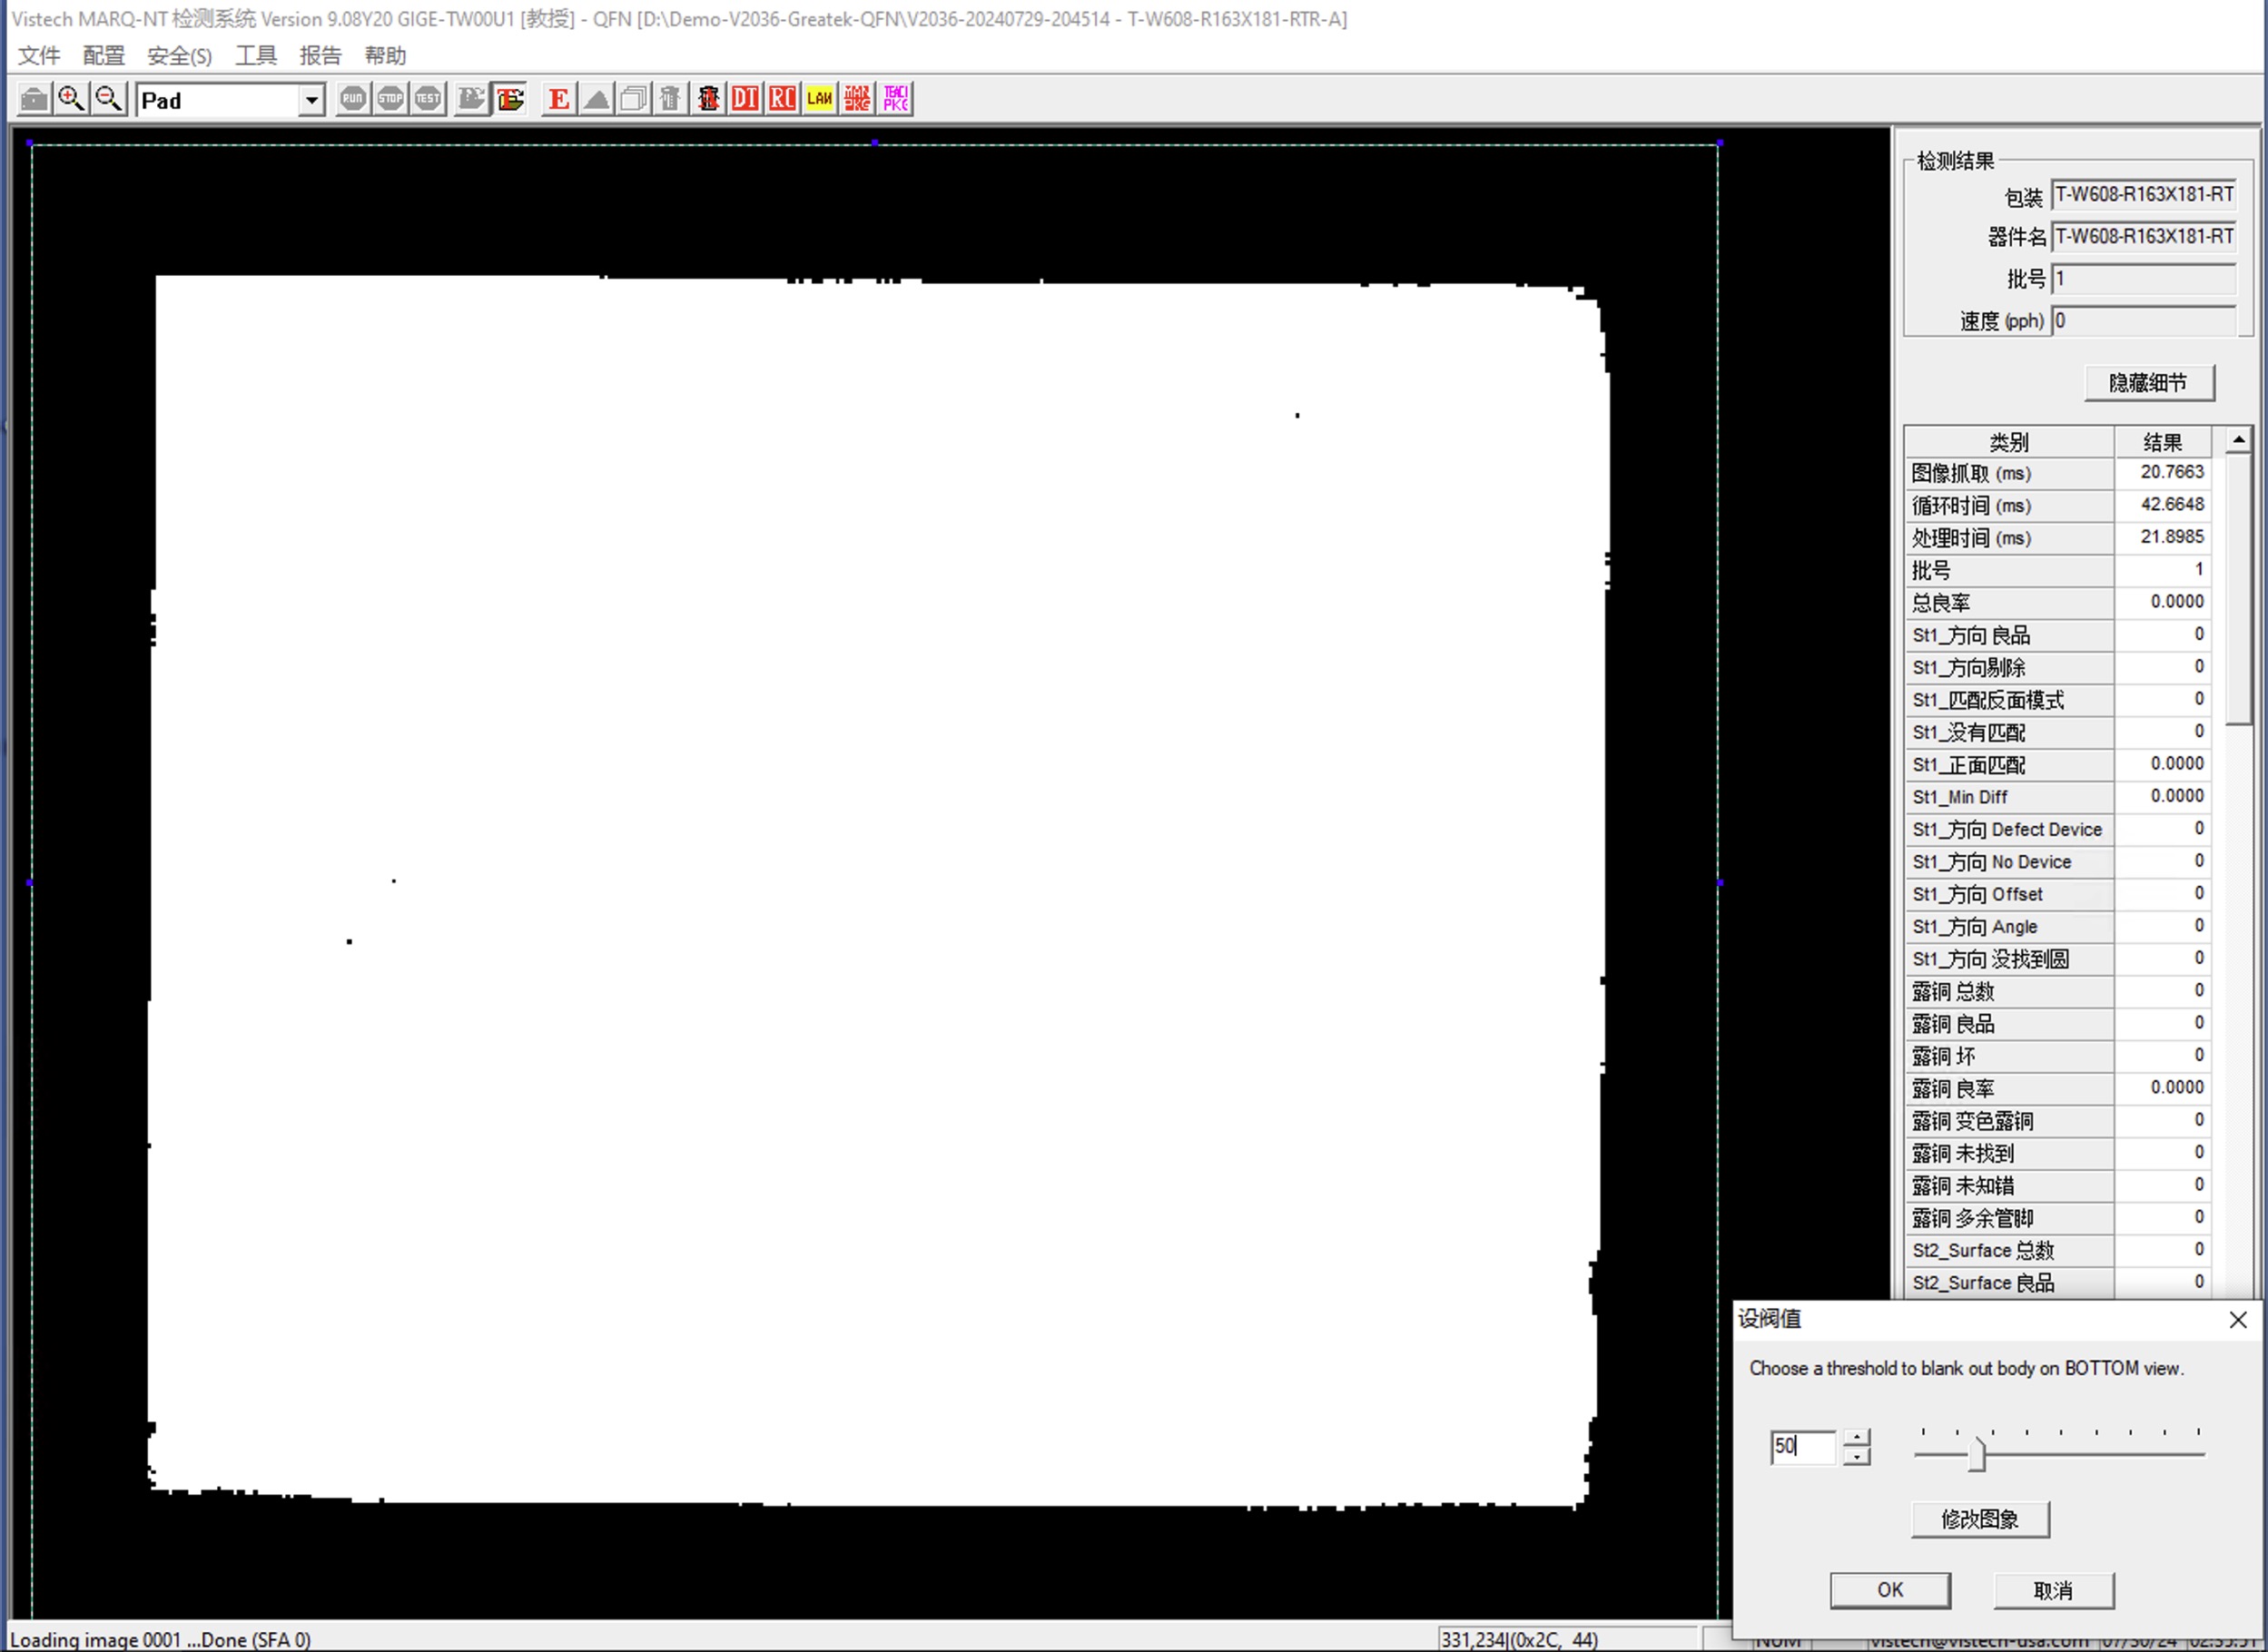 Vistech MARQ-NT 检测系统 Version 9.08Y20 GIGE-TW00U1 [教授] - QFN [D:\Demo-V2036-Greatek-QFN\V2036-20240729-204514 - T-W608-R163X181-RTR-A]
文件 配置 安全(S) 工具 报告 帮助
Pad RUN STOP TEST E DT RC LAW TEACH PKG
检测结果
包装 T-W608-R163X181-RT
器件名 T-W608-R163X181-RT
批号 1
速度 (pph) 0
隐藏细节
类别 结果
图像抓取 (ms) 20.7663
循环时间 (ms) 42.6648
处理时间 (ms) 21.8985
批号 1
总良率 0.0000
St1_方向 良品 0
St1_方向剔除 0
St1_匹配反面模式 0
St1_没有匹配 0
St1_正面匹配 0.0000
St1_Min Diff 0.0000
St1_方向 Defect Device 0
St1_方向 No Device 0
St1_方向 Offset 0
St1_方向 Angle 0
St1_方向 没找到圆 0
露铜 总数 0
露铜 良品 0
露铜 坏 0
露铜 良率 0.0000
露铜 变色露铜 0
露铜 未找到 0
露铜 未知错 0
露铜 多余管脚 0
St2_Surface 总数 0
St2_Surface 良品 0
设阀值
Choose a threshold to blank out body on BOTTOM view.
50
修改图象
OK 取消
Loading image 0001 ...Done (SFA 0) 331,234|(0x2C, 44) NUM vistech@vistech-usa.com 07/30/24